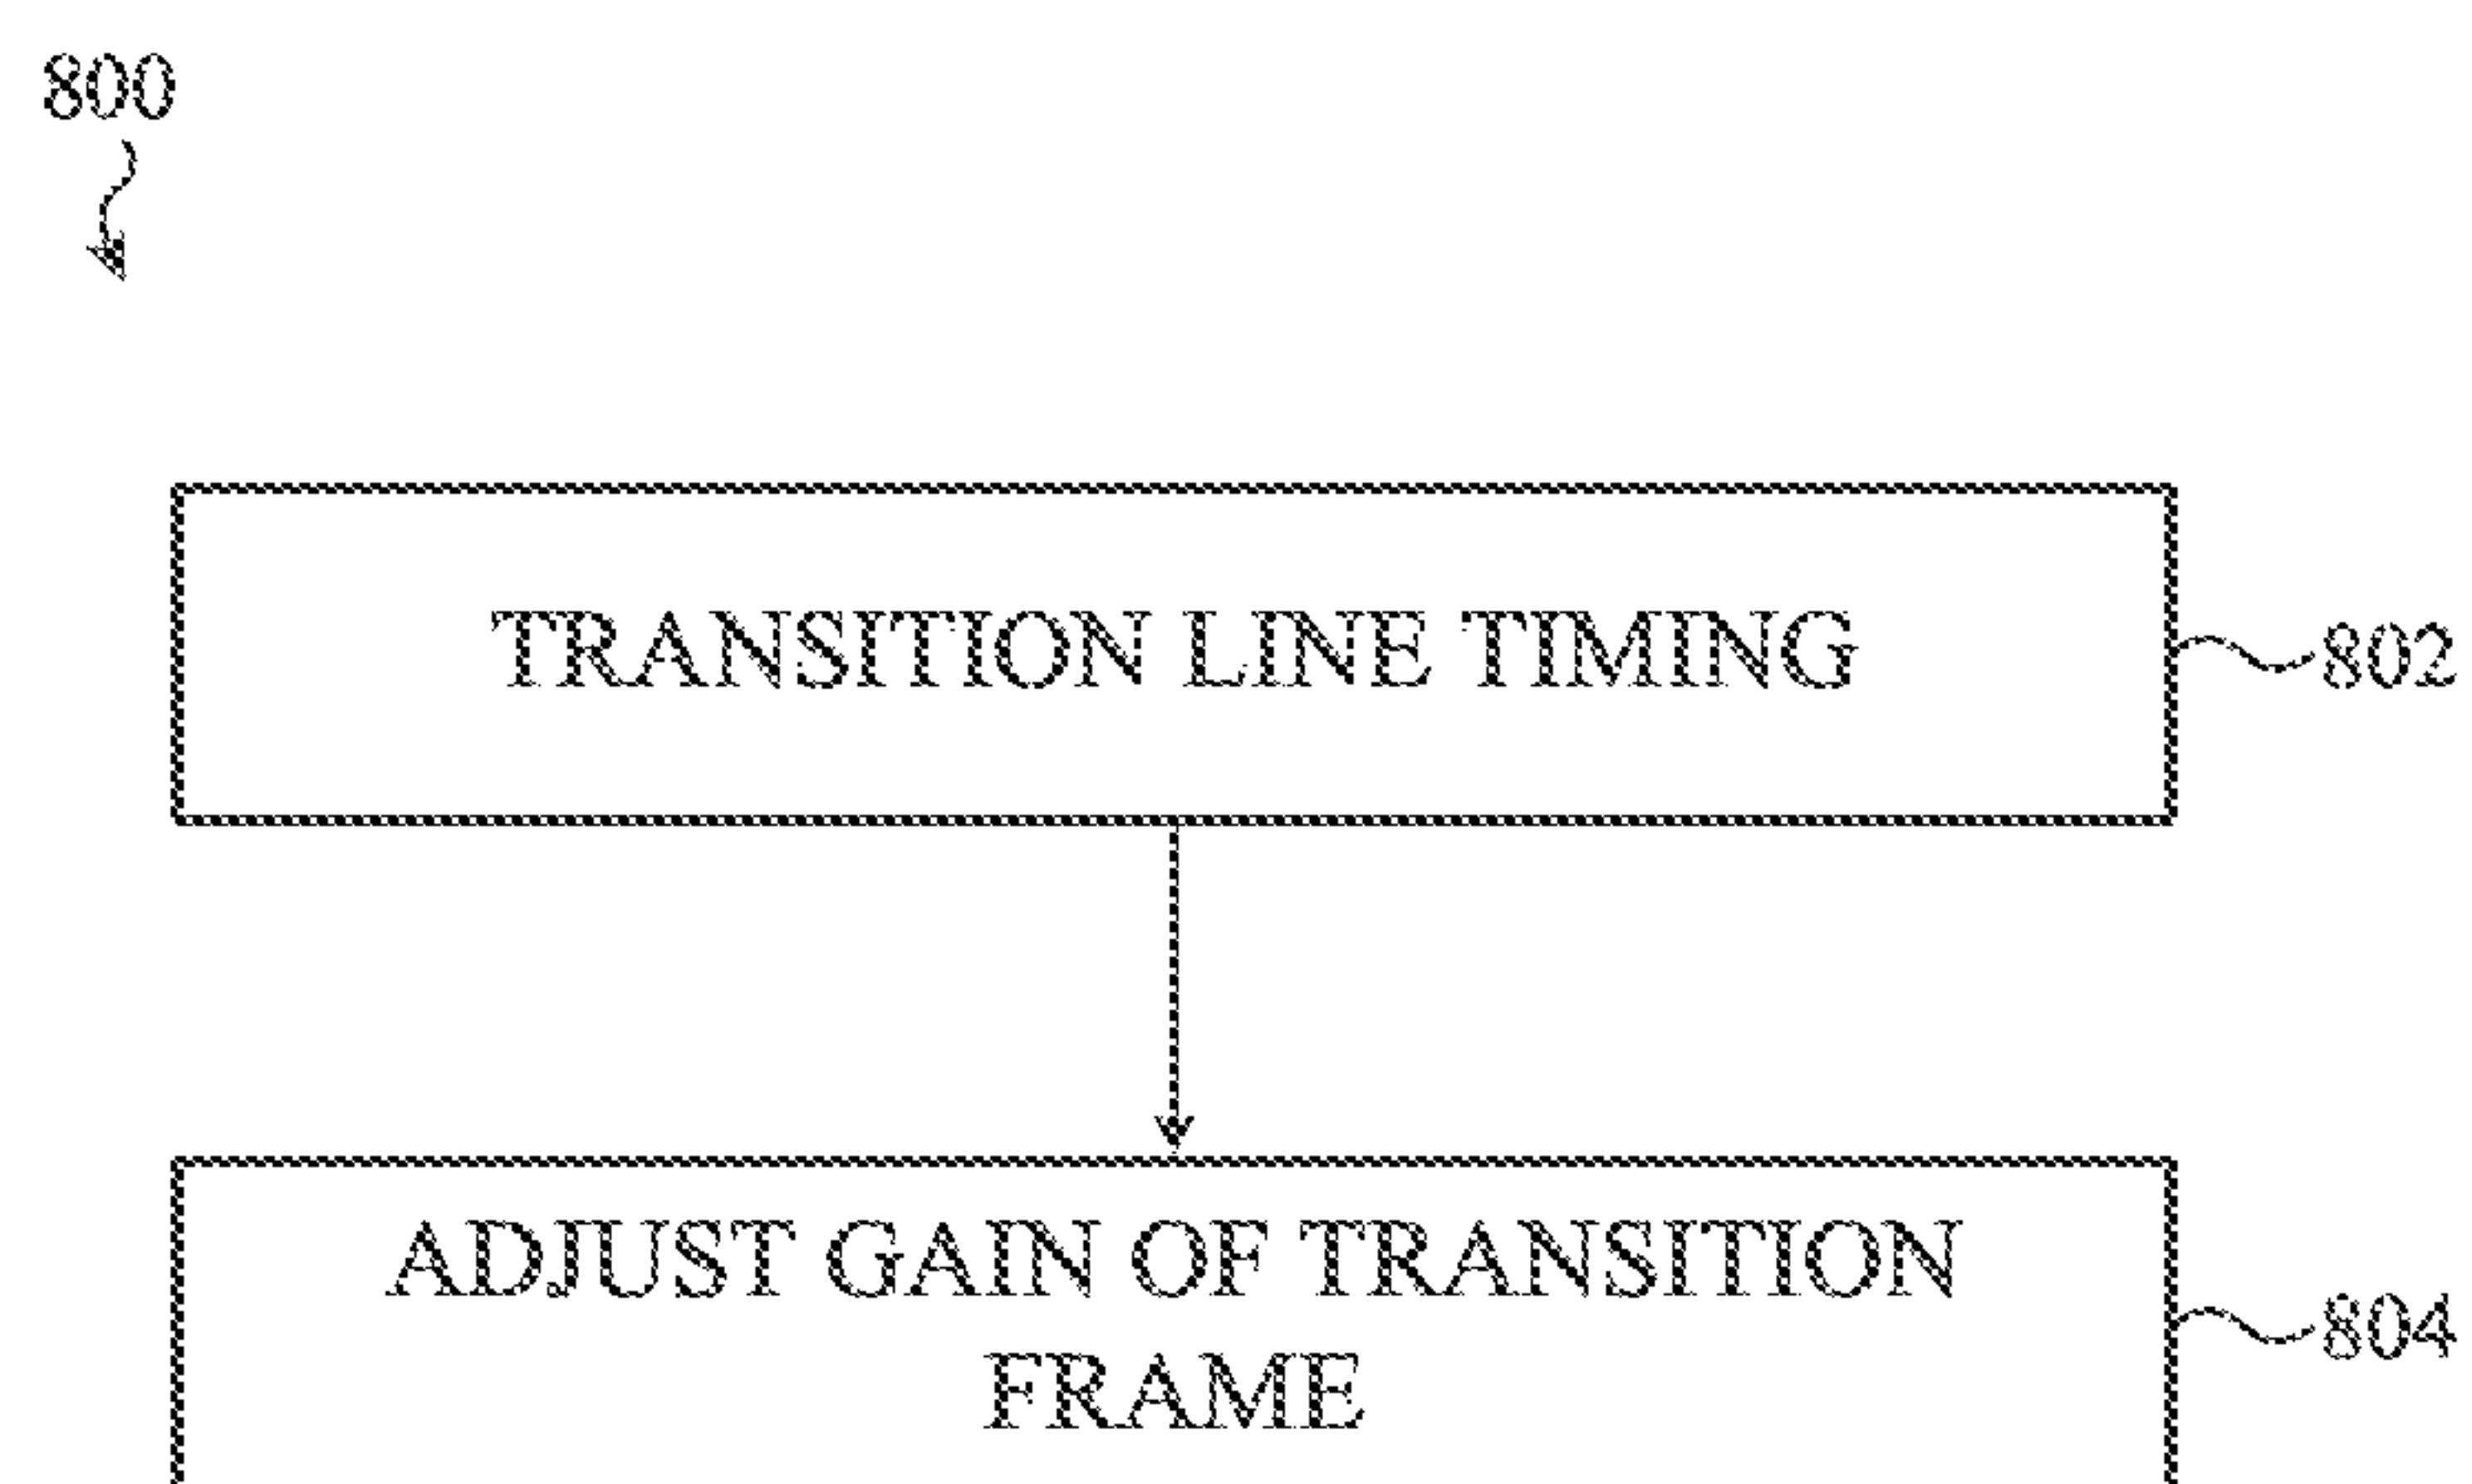 800
TRANSITION LINE TIMING
802
ADJUST GAIN OF TRANSITION
FRAME
804